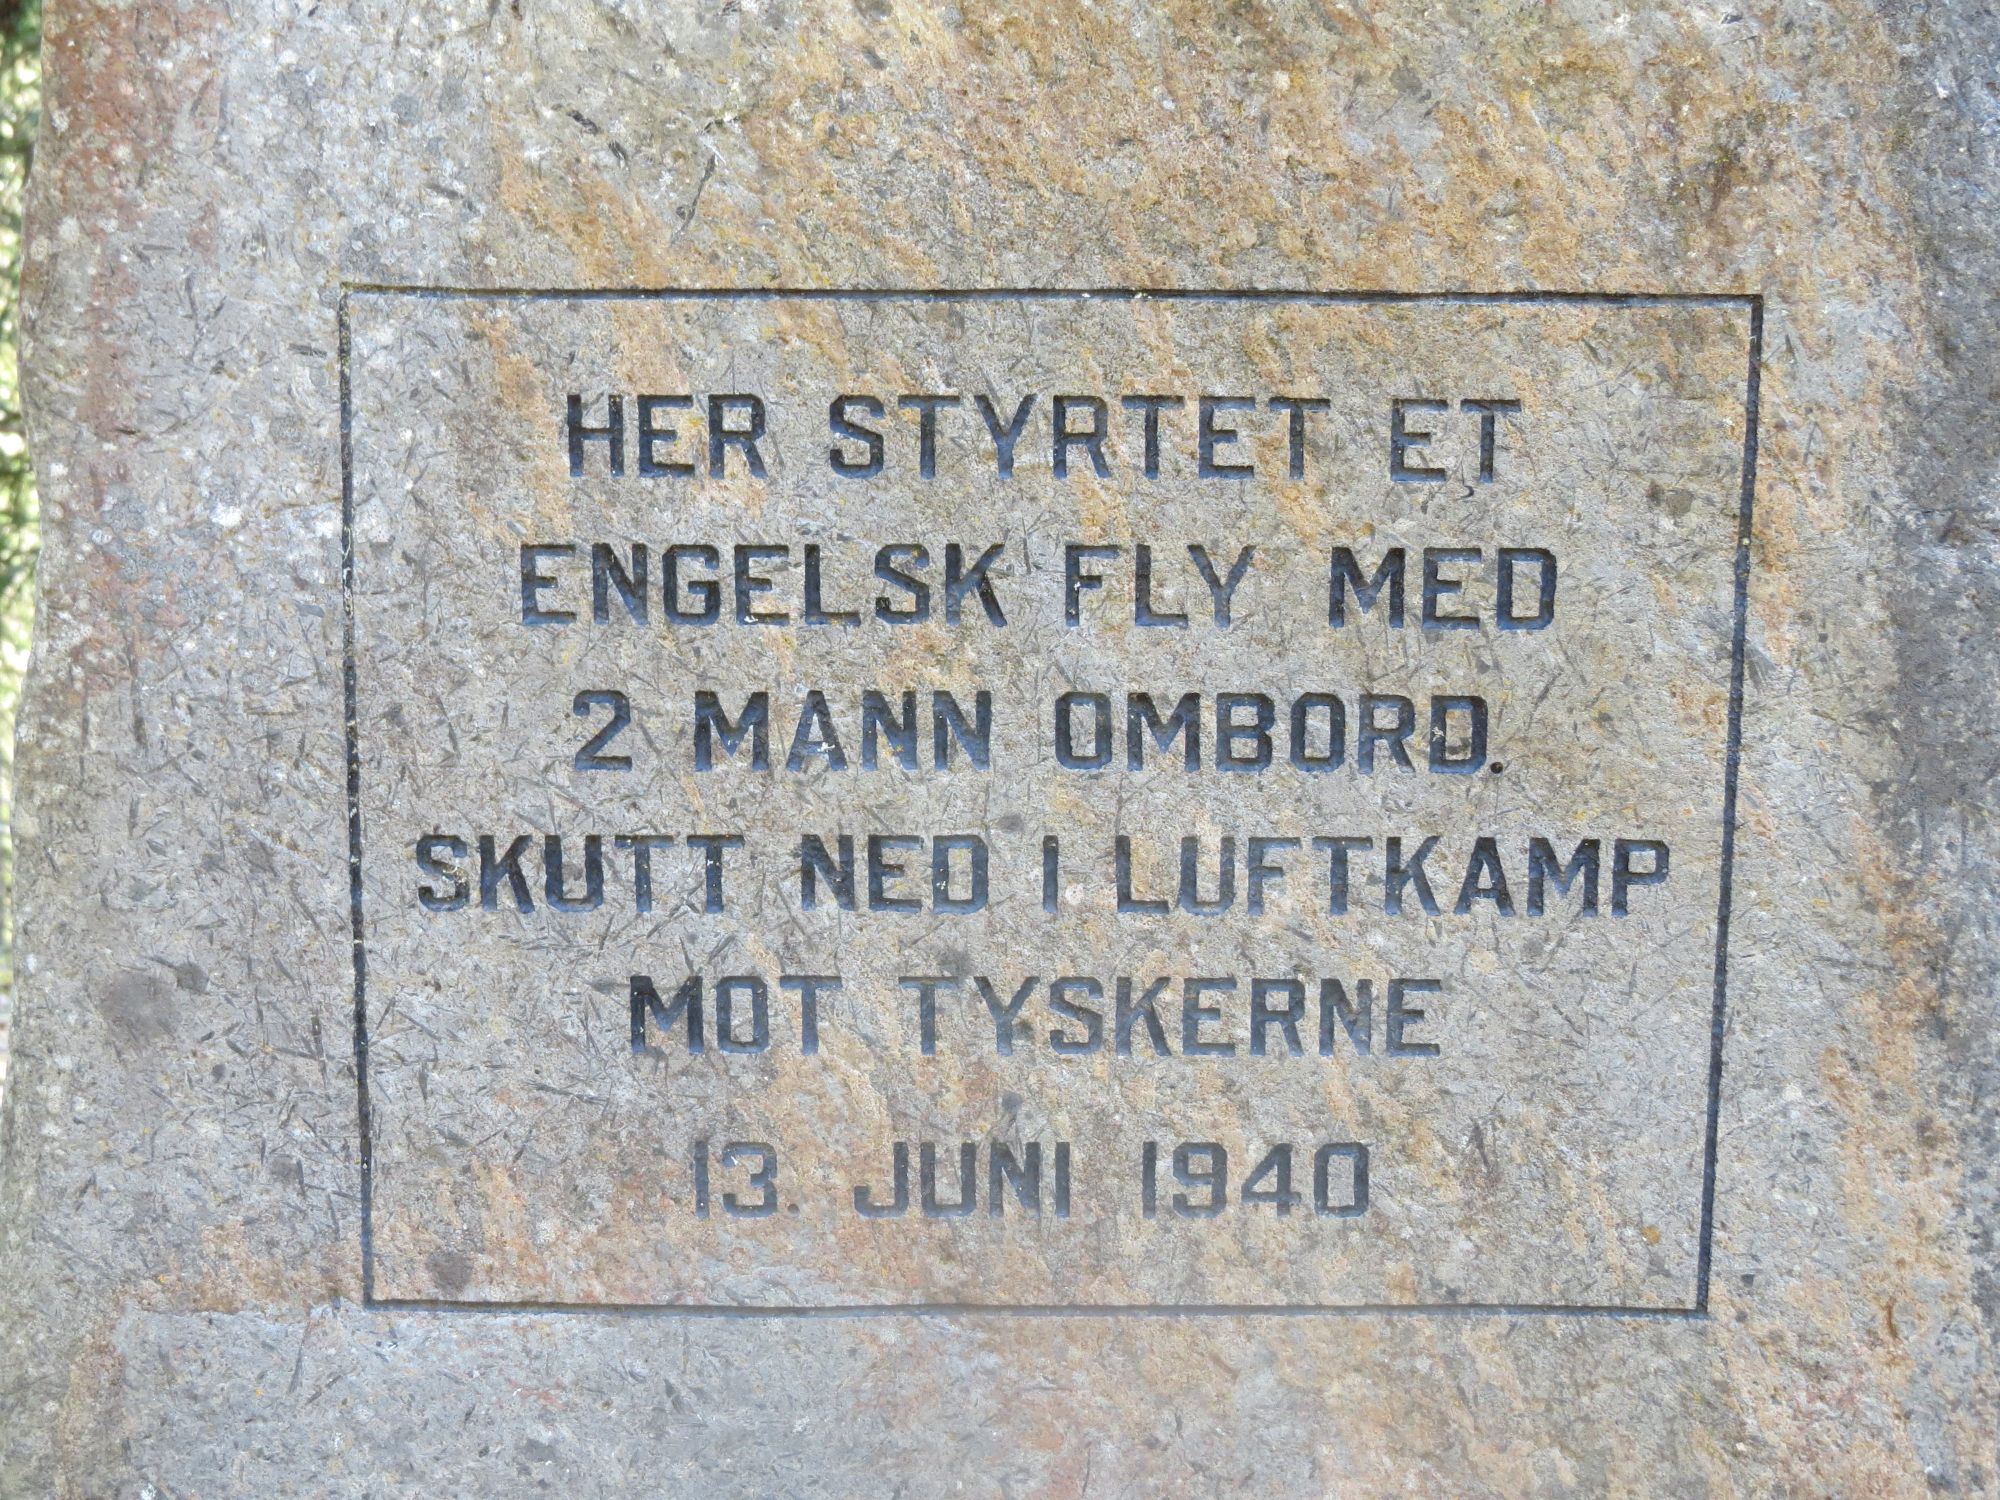 HER STYRTET ET
ENGELSK FLY MED
2 MANN OMBORD.
SKUTT NED I LUFTKAMP
MOT TYSKERNE
13. JUNI 1940